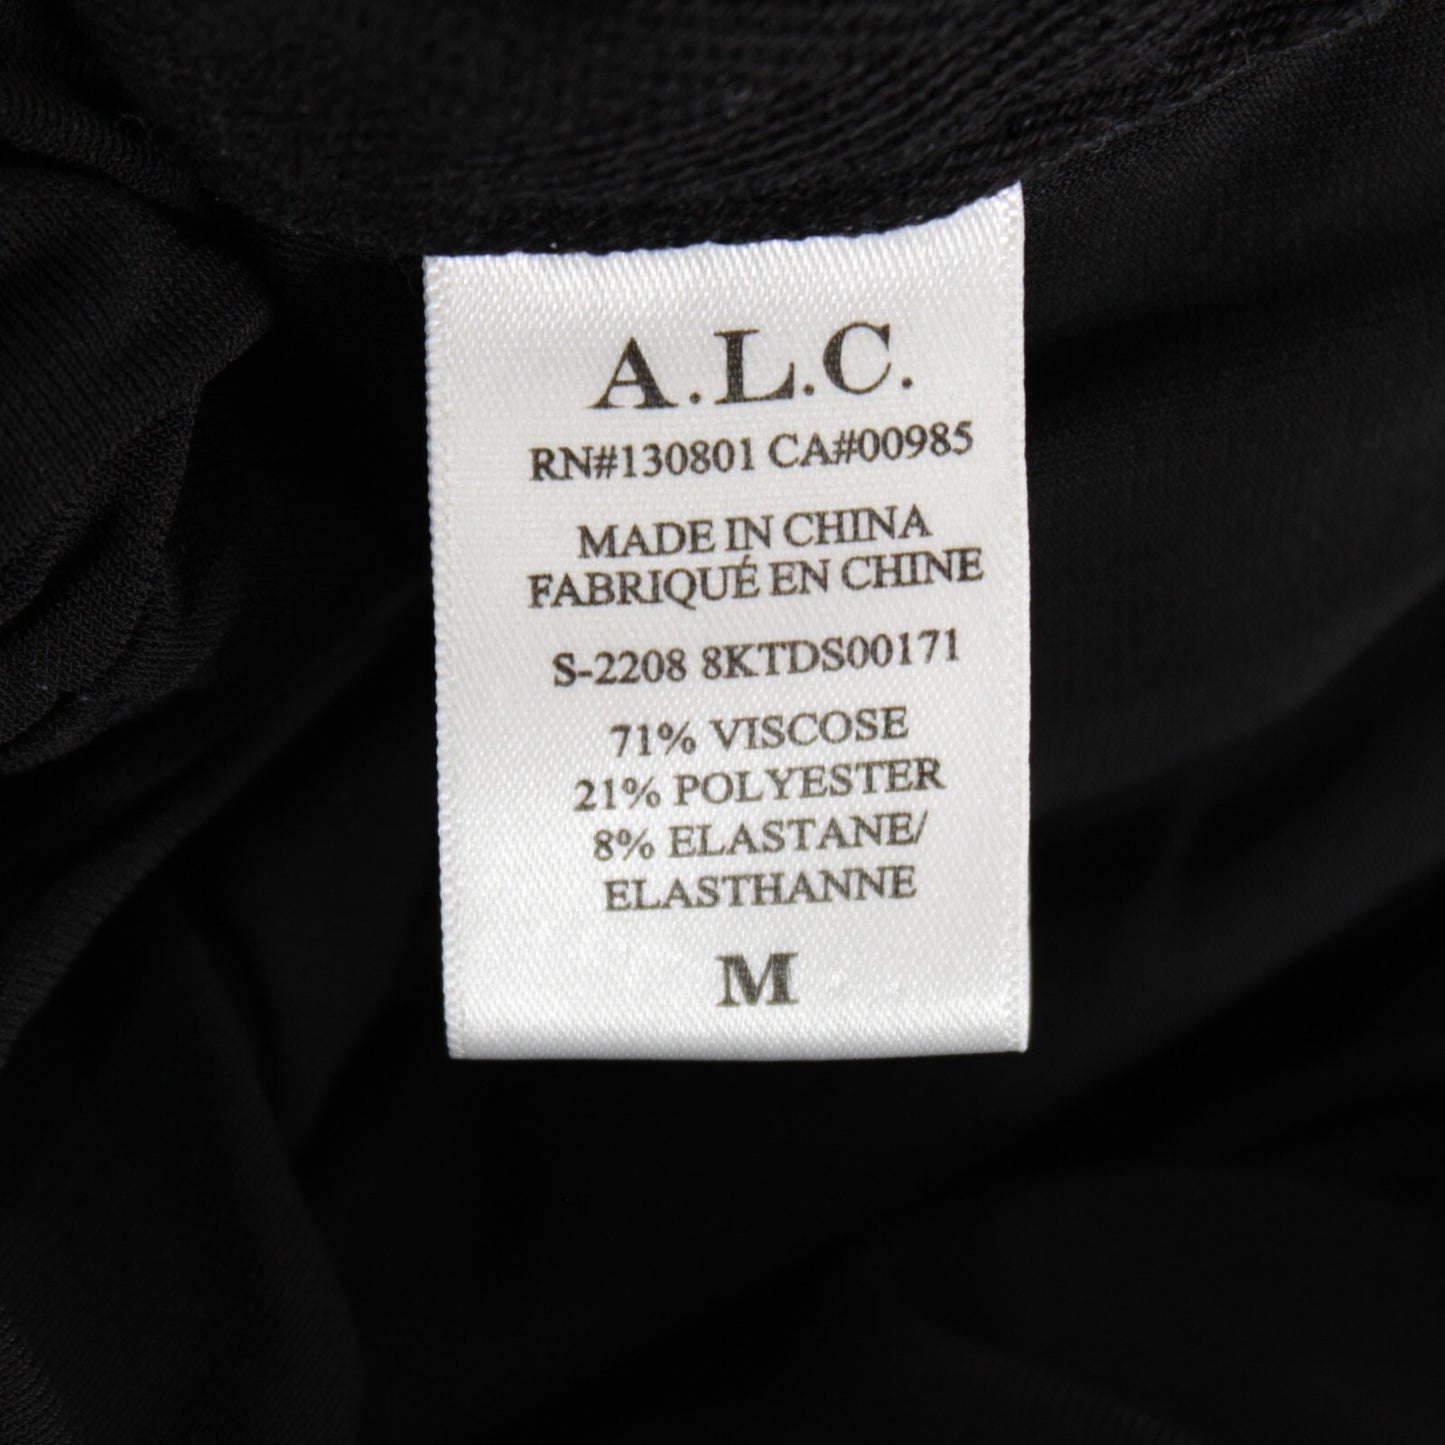 A.L.C.
RN#130801 CA#00985
MADE IN CHINA
FABRIQUÉ EN CHINE
S-2208 8KTDS00171
71% VISCOSE
21% POLYESTER
8% ELASTANE/
ELASTHANNE
M